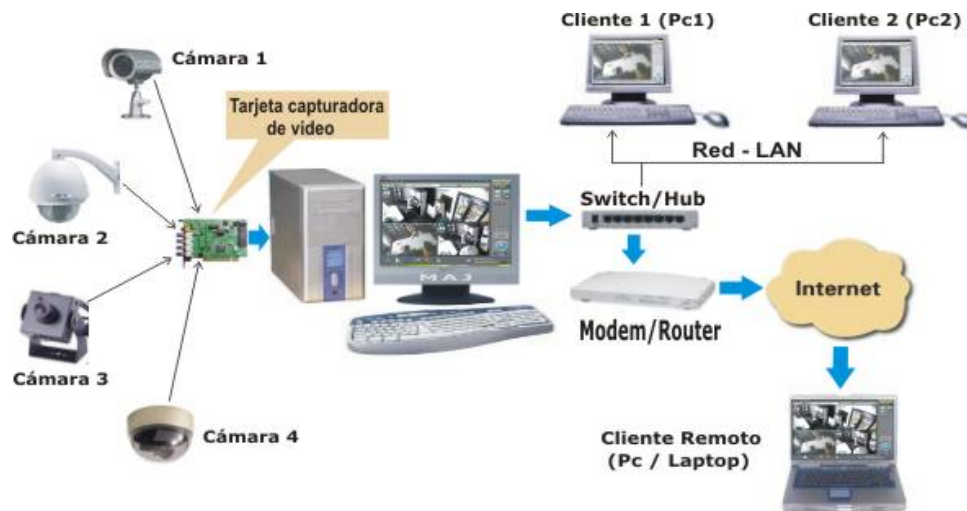 Cliente 1 (Pc1)
Cliente 2 (Pc2)
Cámara 1
Tarjeta capturadora
de video
Red - LAN
Switch/Hub
Cámara 2
MAJ
Internet
Modem/Router
Cámara 3
Cámara 4
Cliente Remoto
(Pc / Laptop)